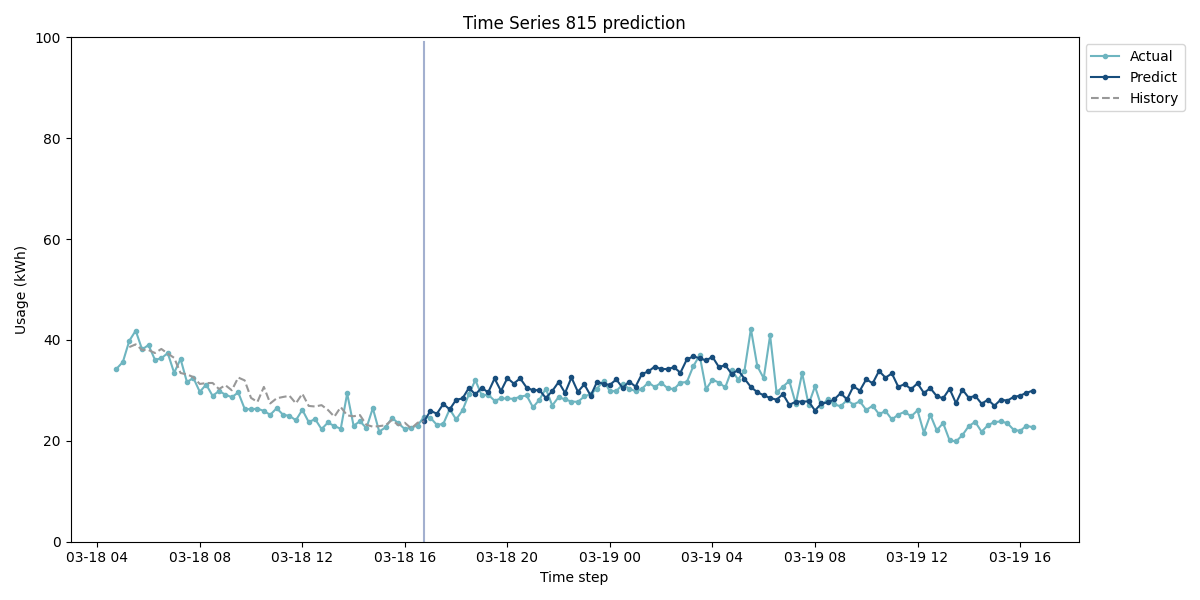 Time Series 815 prediction
Usage (kWh)
100
80
60
40
20
0
03-18 04
03-18 08
03-18 12
03-18 16
03-18 20
03-19 00
03-19 04
03-19 08
03-19 12
03-19 16
Time step
Actual
Predict
History